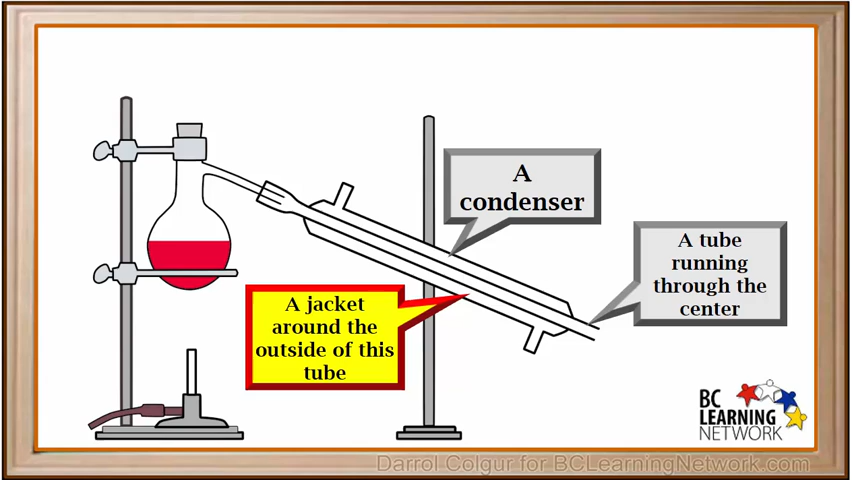 A
condenser
A tube
running
through the
center
A jacket
around the
outside of this
tube
BC
LEARNING
NETWORK
Darrol Colgur for BCLearningNetwork.com